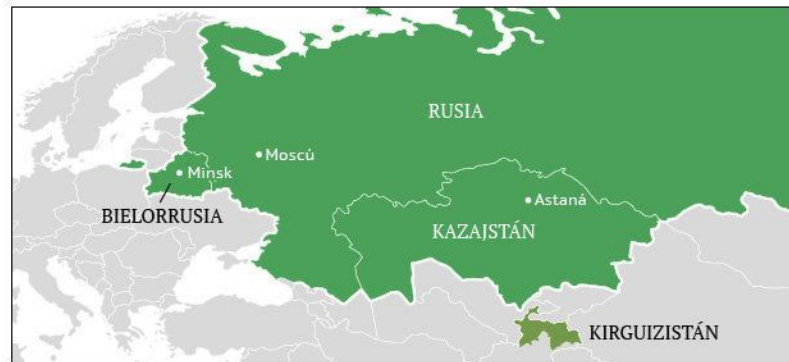 RUSIA
Moscú
Minsk
Astaná
BIELORRUSIA
KAZAJSTÁN
KIRGUIZISTÁN